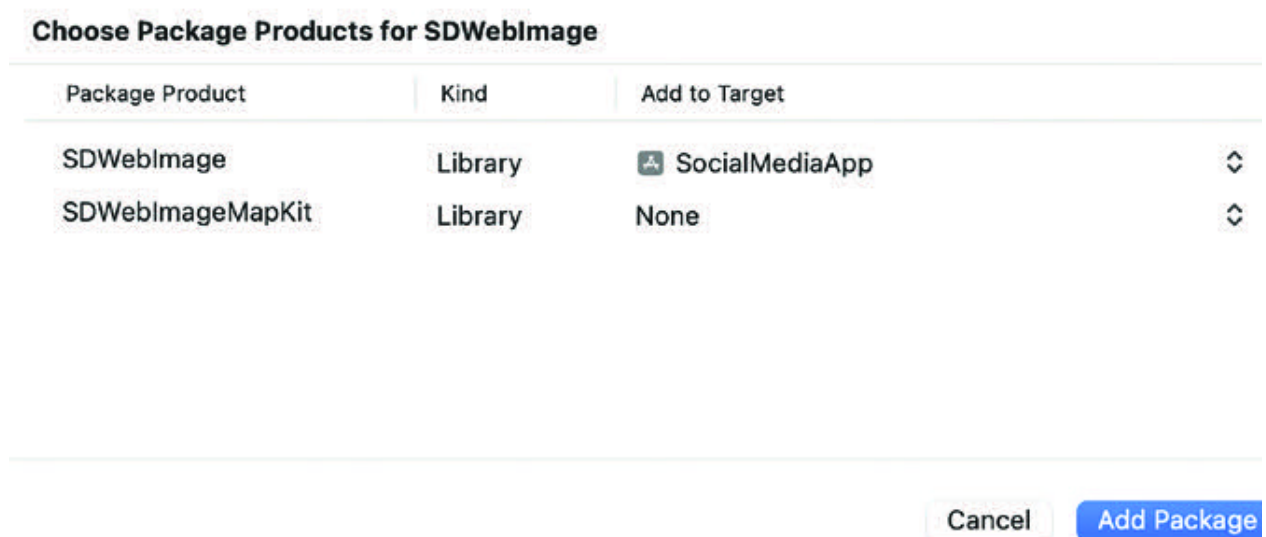 Choose Package Products for SDWebImage
Package Product Kind Add to Target
SDWebImage Library SocialMediaApp
SDWebImageMapKit Library None
Cancel Add Package